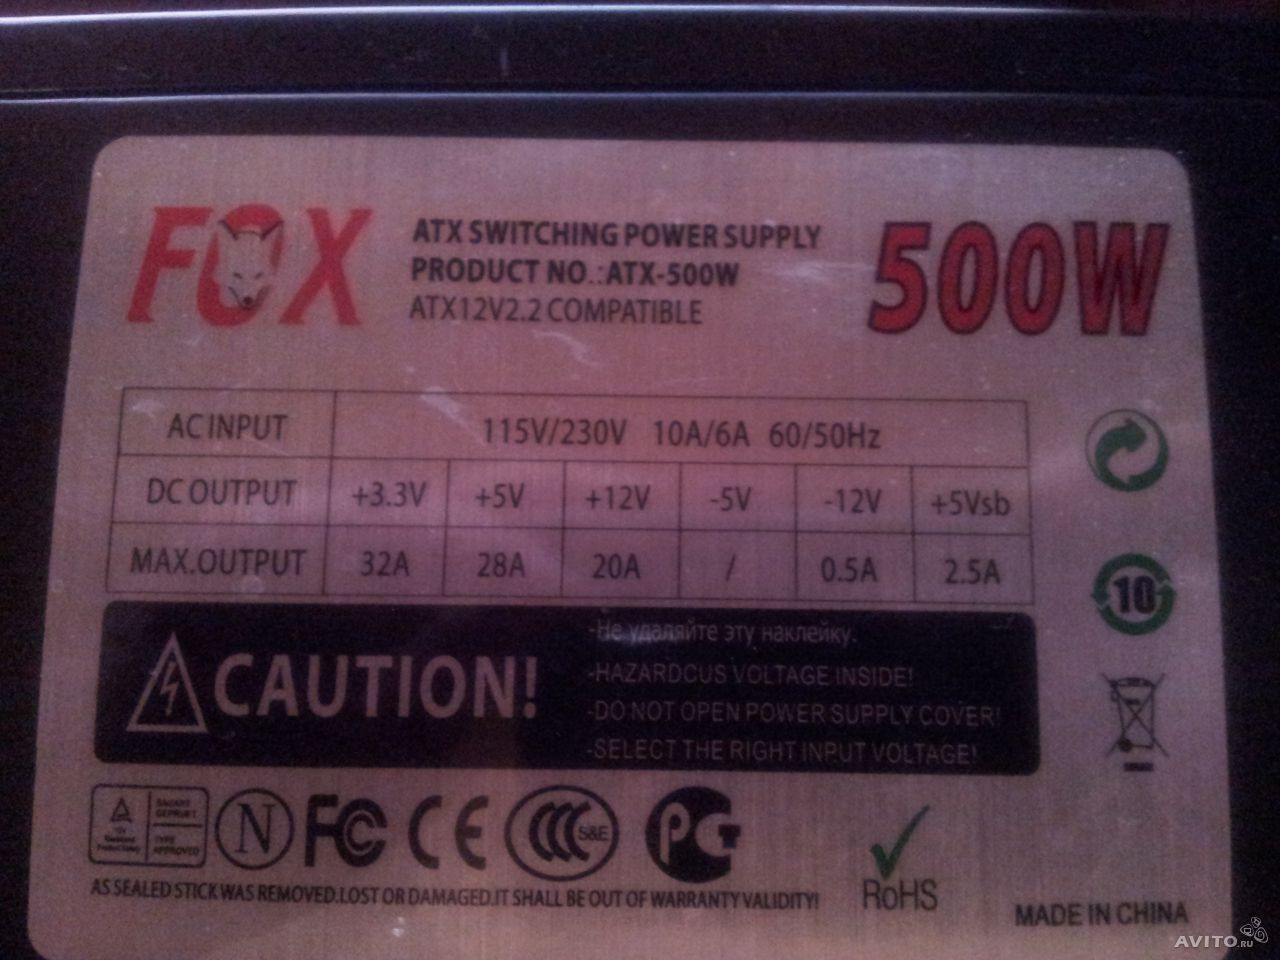 FOX
ATX SWITCHING POWER SUPPLY
PRODUCT NO.:ATX-500W
ATX12V2.2 COMPATIBLE
500W
AC INPUT 115V/230V 10A/6A 60/50Hz
DC OUTPUT +3.3V +5V +12V -5V -12V +5Vsb
MAX.OUTPUT 32A 28A 20A / 0.5A 2.5A
10
CAUTION!
-Не удаляйте эту наклейку.
-HAZARDCUS VOLTAGE INSIDE!
-DO NOT OPEN POWER SUPPLY COVER!
-SELECT THE RIGHT INPUT VOLTAGE!
TYPE
APPROVED
N
FC
CE
CCC S&E
PG
RoHS
AS SEALED STICK WAS REMOVED.LOST OR DAMAGED.IT SHALL BE OUT OF WARRANTY VALIDITY!
MADE IN CHINA
AVITO.RU